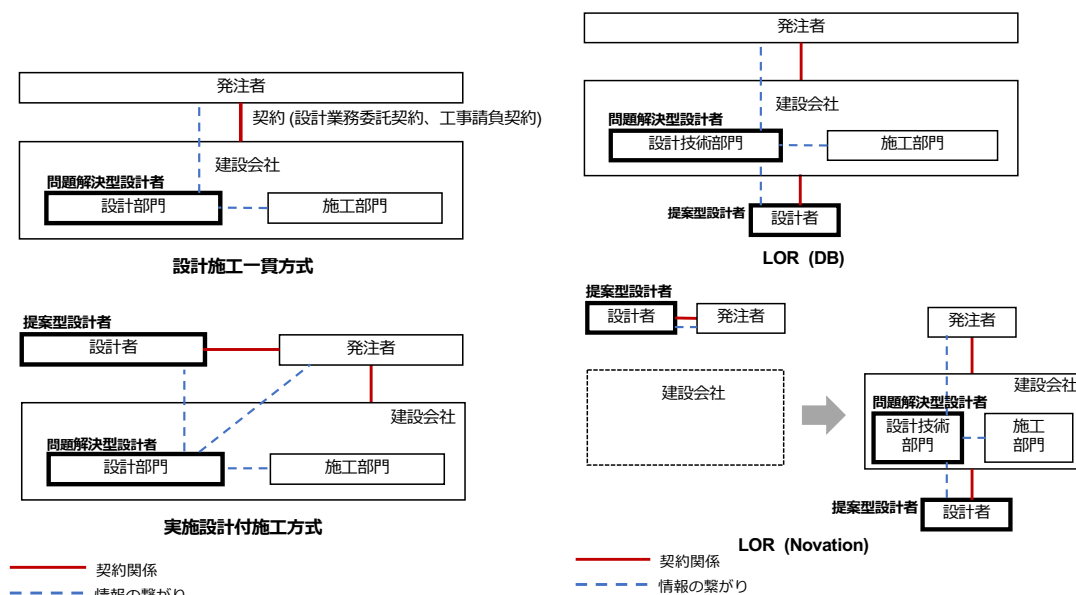 発注者
契約 (設計業務委託契約、工事請負契約)
建設会社
問題解決型設計者
設計部門
施工部門
設計施工一貫方式
提案型設計者
設計者
発注者
建設会社
問題解決型設計者
設計部門
施工部門
実施設計付施工方式
契約関係
情報の繋がり
発注者
建設会社
問題解決型設計者
設計技術部門
施工部門
提案型設計者
設計者
LOR (DB)
提案型設計者
設計者
発注者
建設会社
発注者
建設会社
問題解決型設計者
設計技術
部門
施工
部門
提案型設計者
設計者
LOR (Novation)
契約関係
情報の繋がり